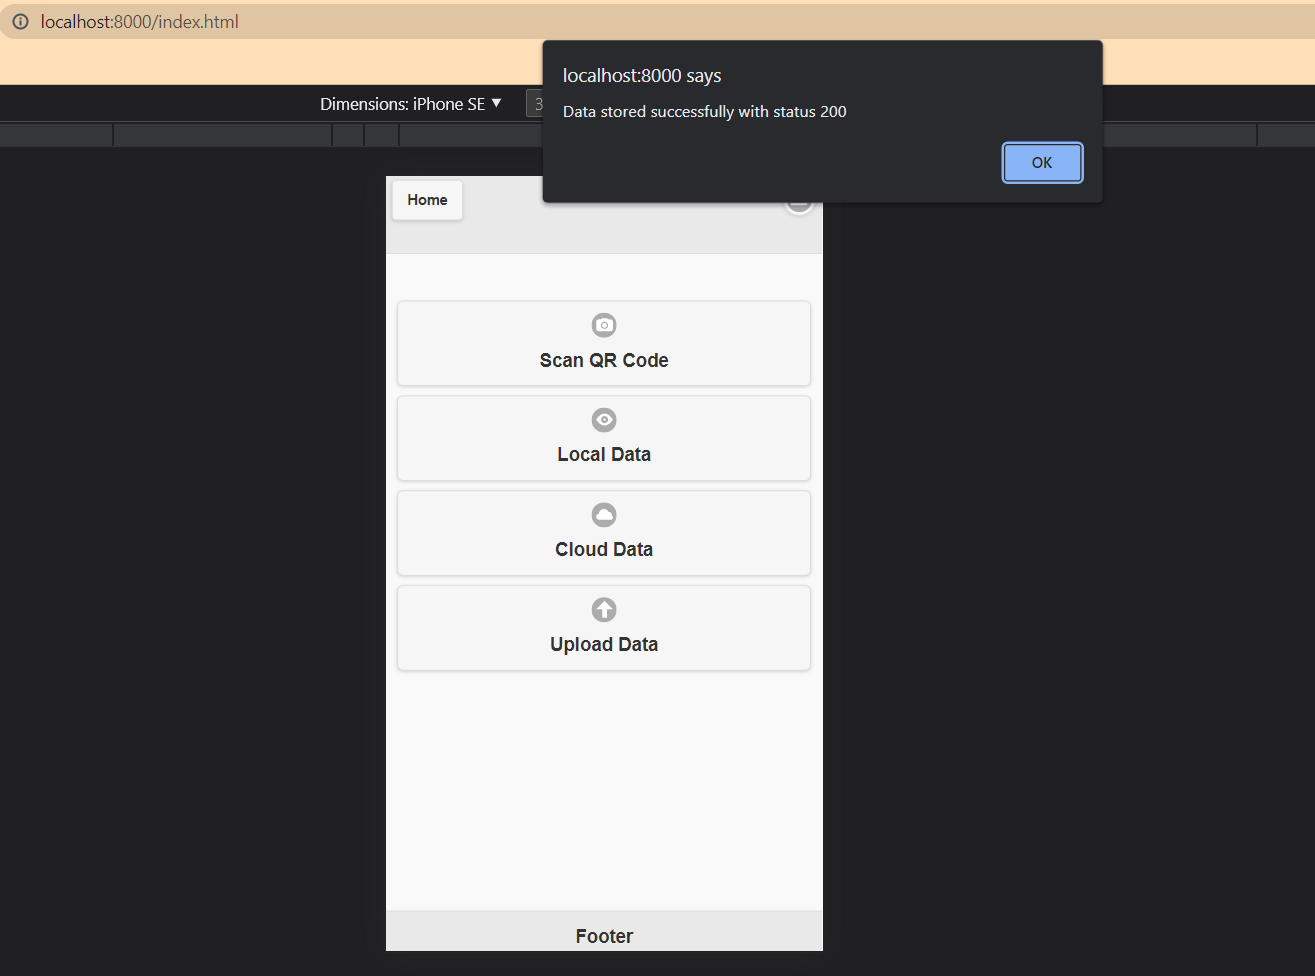 localhost:8000/index.html
localhost:8000 says
Data stored successfully with status 200
OK
Dimensions: iPhone SE ▼
3
Home
Scan QR Code
Local Data
Cloud Data
Upload Data
Footer